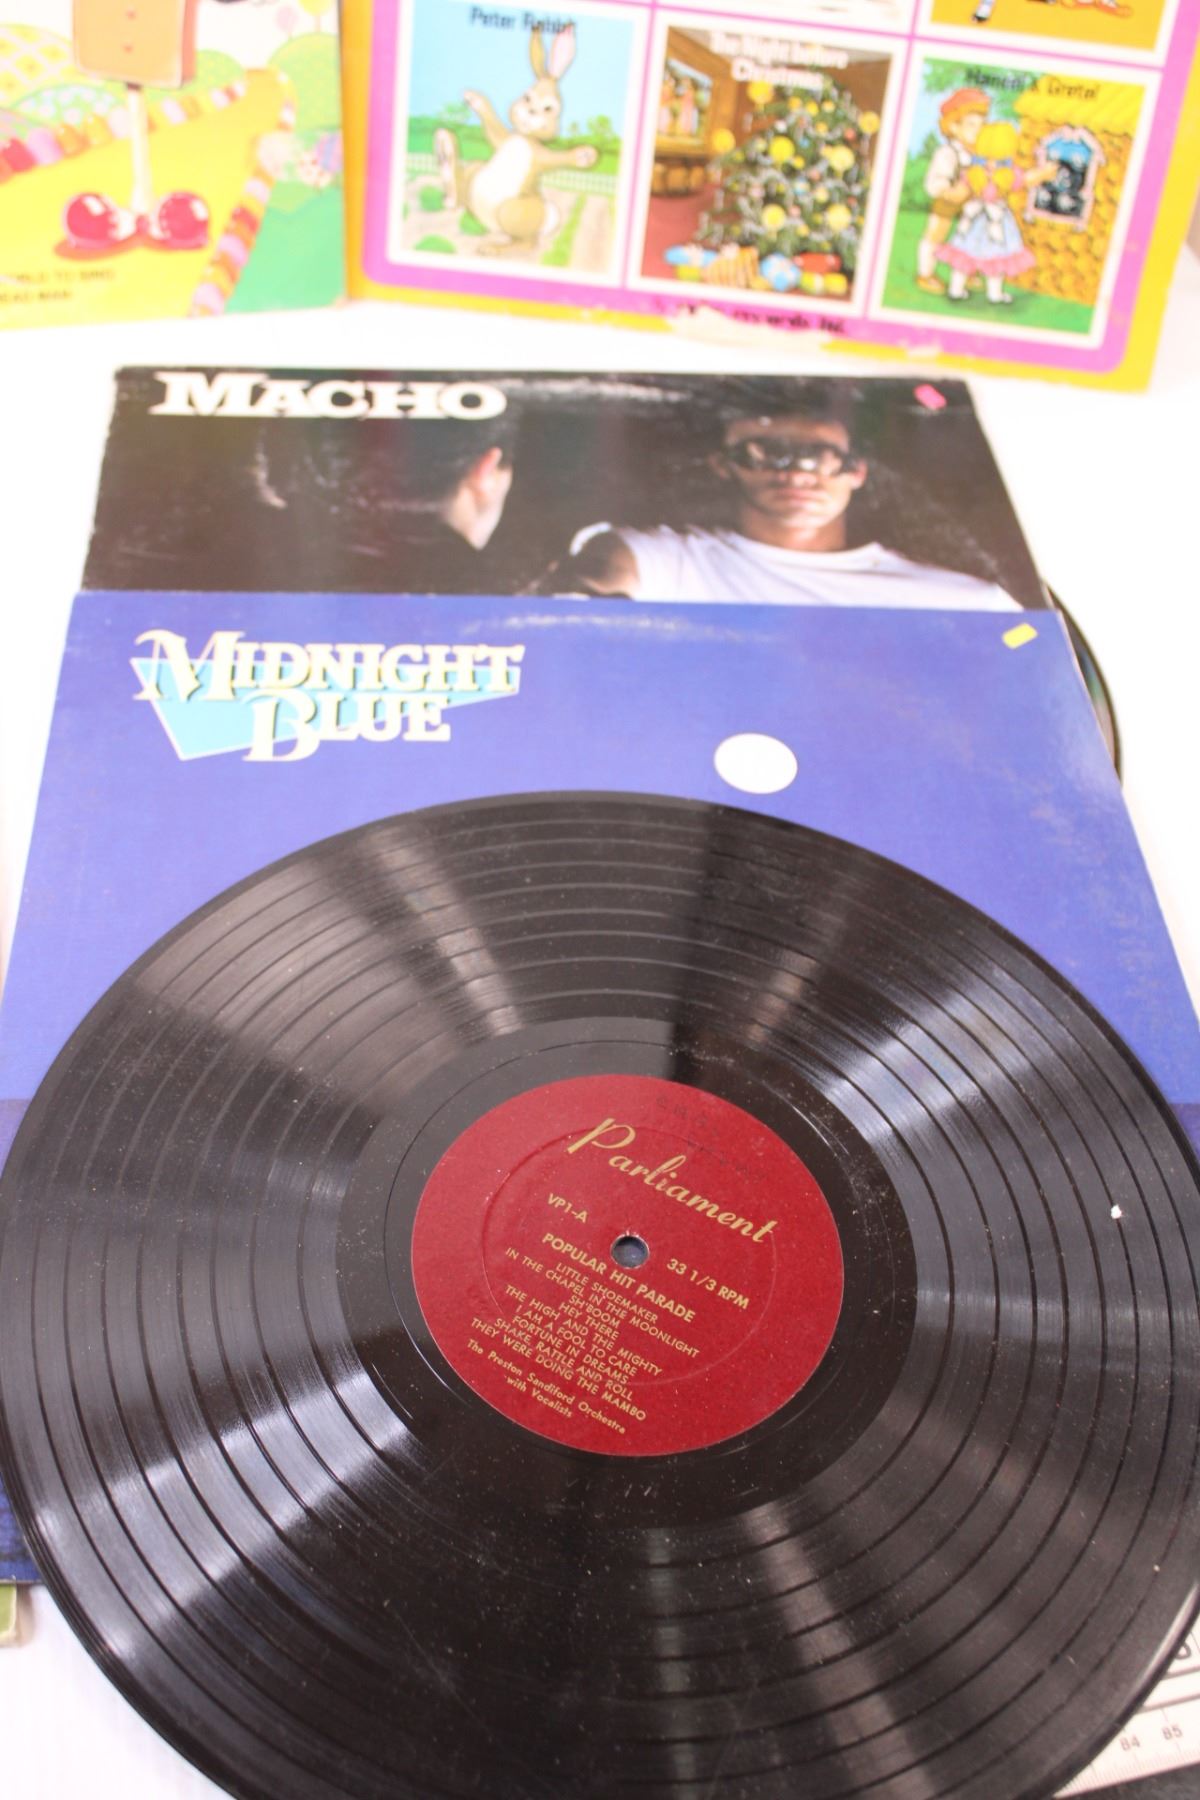 Peter Rabbit
The Night Before
Christmas
Hansel & Gretel
MACHO
MIDNIGHT
BLUE
Parliament
VP1-A
33 1/3 RPM
POPULAR HIT PARADE
LITTLE SHOEMAKER
IN THE CHAPEL IN THE MOONLIGHT
SH'BOOM
HEY THERE
THE HIGH AND THE MIGHTY
I AM A FOOL TO CARE
FORTUNE IN DREAMS
SHAKE, RATTLE AND ROLL
THEY WERE DOING THE MAMBO
The Preston Sandiford Orchestra
with Vocalists
84 85